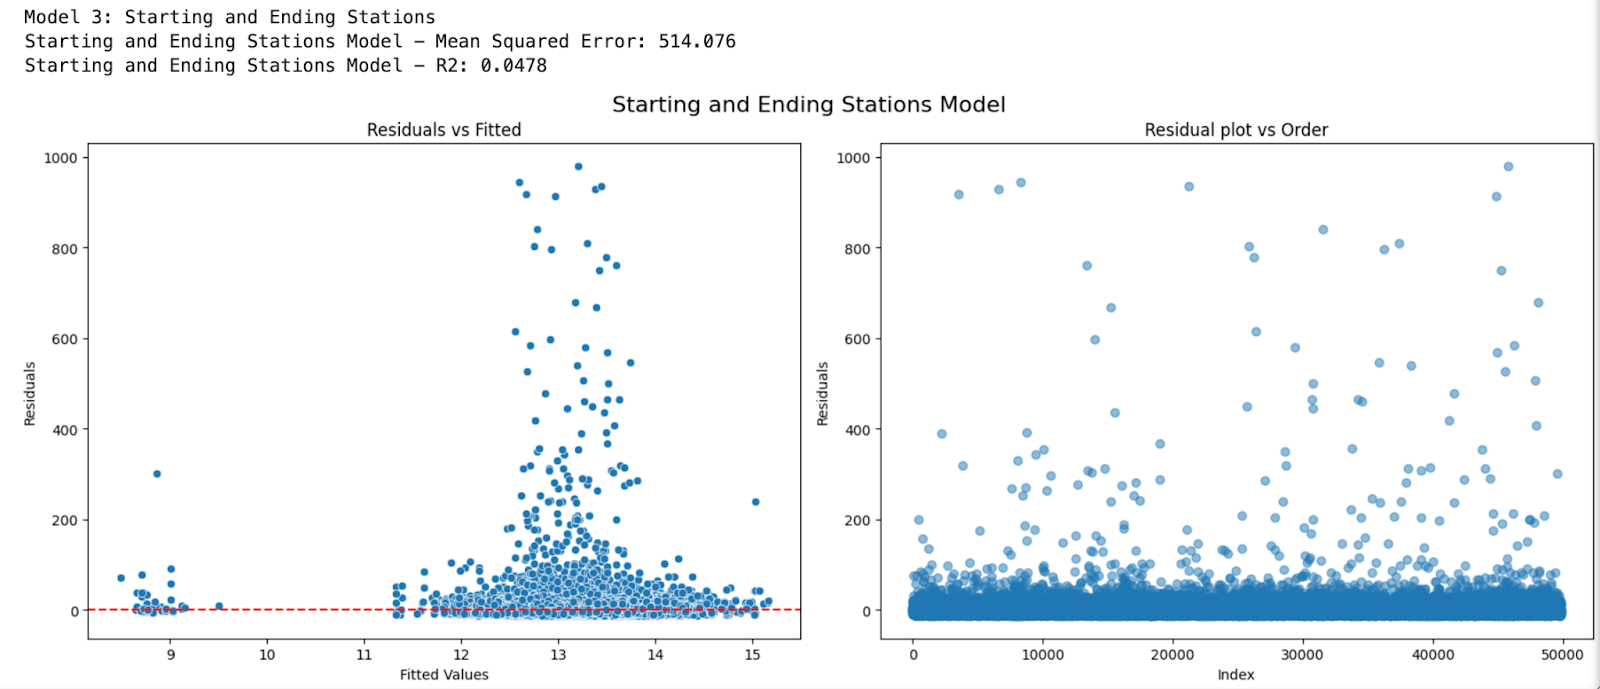 Model 3: Starting and Ending Stations
Starting and Ending Stations Model – Mean Squared Error: 514.076
Starting and Ending Stations Model – R2: 0.0478
Starting and Ending Stations Model
Residuals vs Fitted
1000
800
600
400
200
0
Residuals
9 10 11 12 13 14 15
Fitted Values
Residual plot vs Order
1000
800
600
400
200
0
Residuals
0 10000 20000 30000 40000 50000
Index